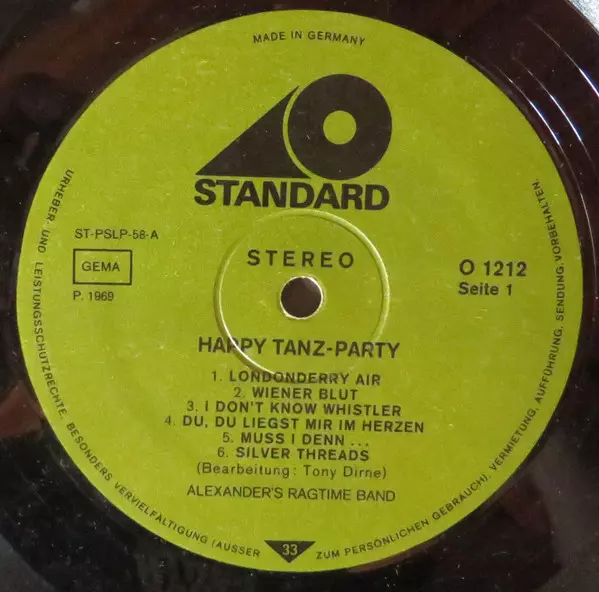 MADE IN GERMANY
STANDARD
ST-PSLP-58-A
GEMA
P. 1969
STEREO
O 1212
Seite 1
HAPPY TANZ-PARTY
1. LONDONDERRY AIR
2. WIENER BLUT
3. I DON'T KNOW WHISTLER
4. DU, DU LIEGST MIR IM HERZEN
5. MUSS I DENN ...
6. SILVER THREADS
(Bearbeitung: Tony Dirne)
ALEXANDER'S RAGTIME BAND
33
URHEBER- UND LEISTUNGSSCHUTZRECHTE, BESONDERS VERVIELFÄLTIGUNG (AUSSER ZUM PERSÖNLICHEN GEBRAUCH), VERMIETUNG, AUFFÜHRUNG, SENDUNG, VORBEHALTEN.